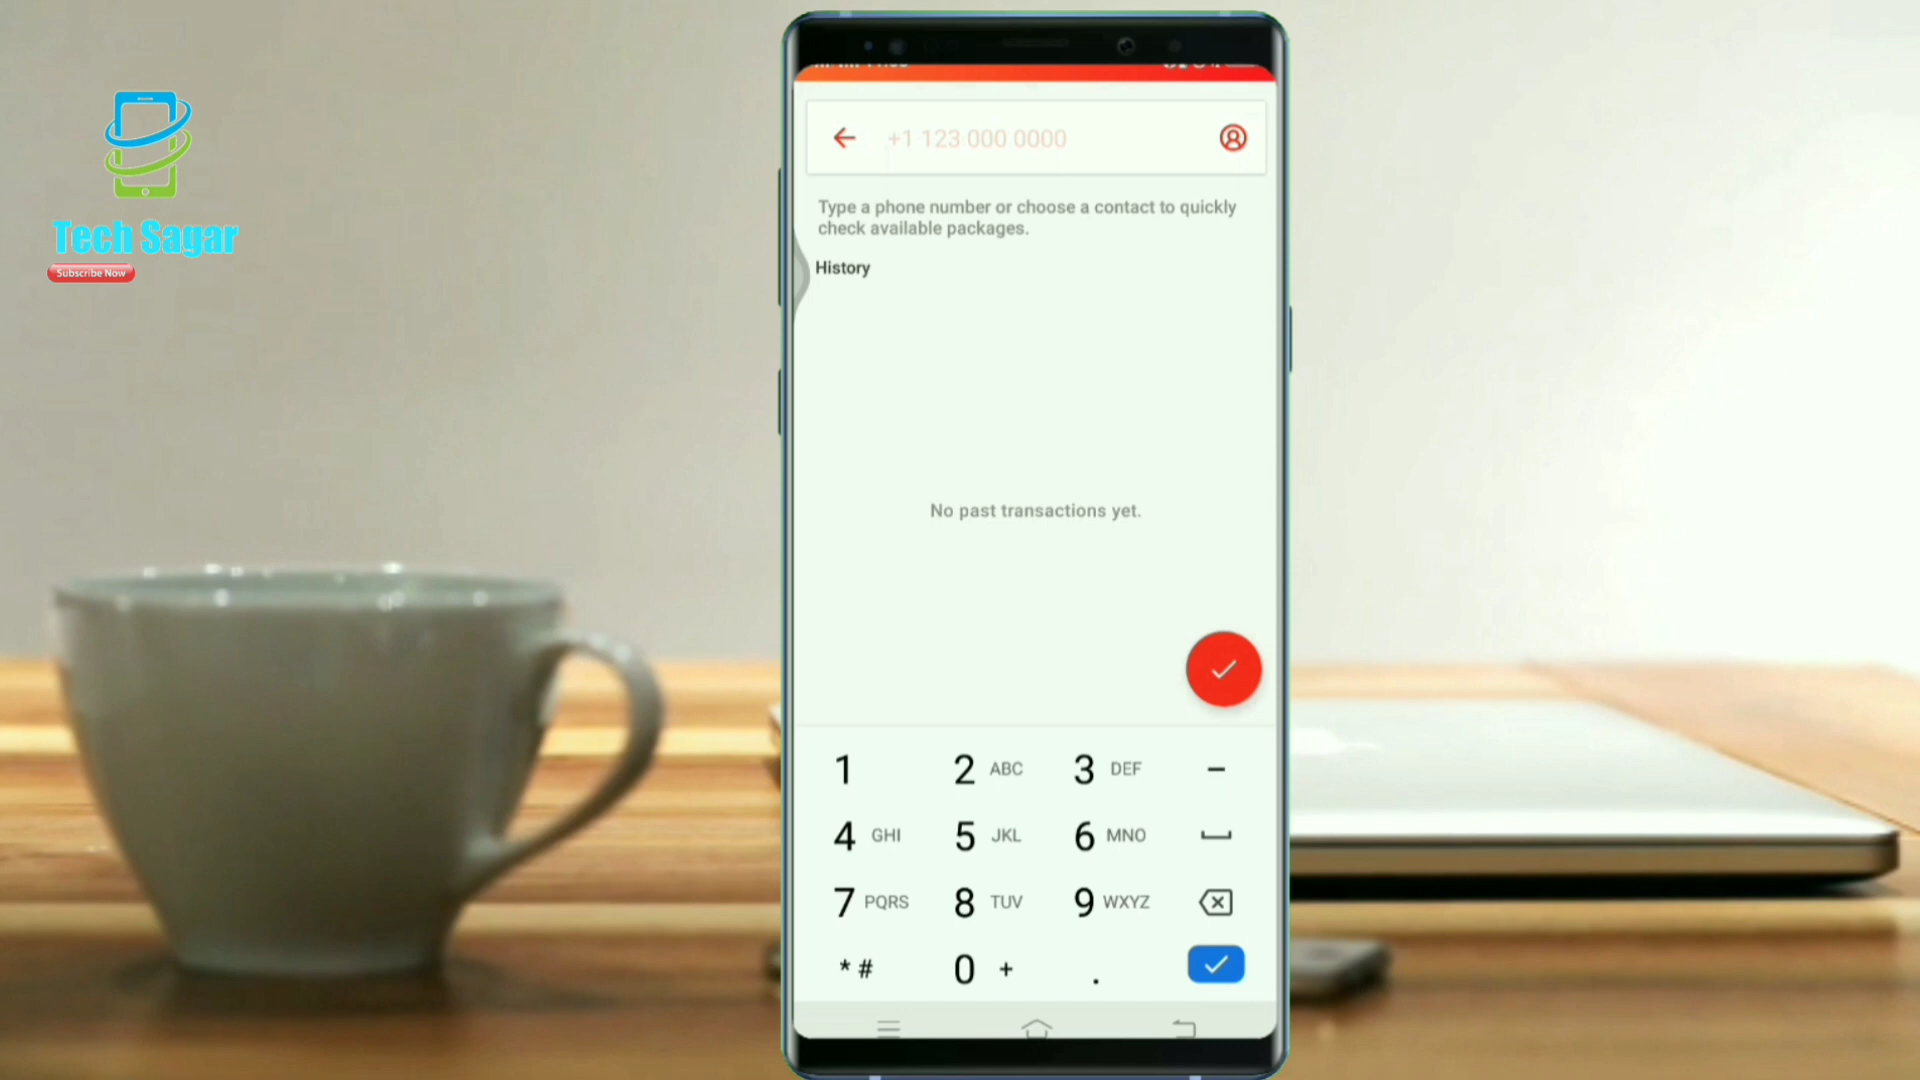 Tech Sagar
Subscribe Now
+1 123 000 0000
Type a phone number or choose a contact to quickly
check available packages.
History
No past transactions yet.
1 2 ABC 3 DEF –
4 GHI 5 JKL 6 MNO
7 PQRS 8 TUV 9 WXYZ
* # 0 + .